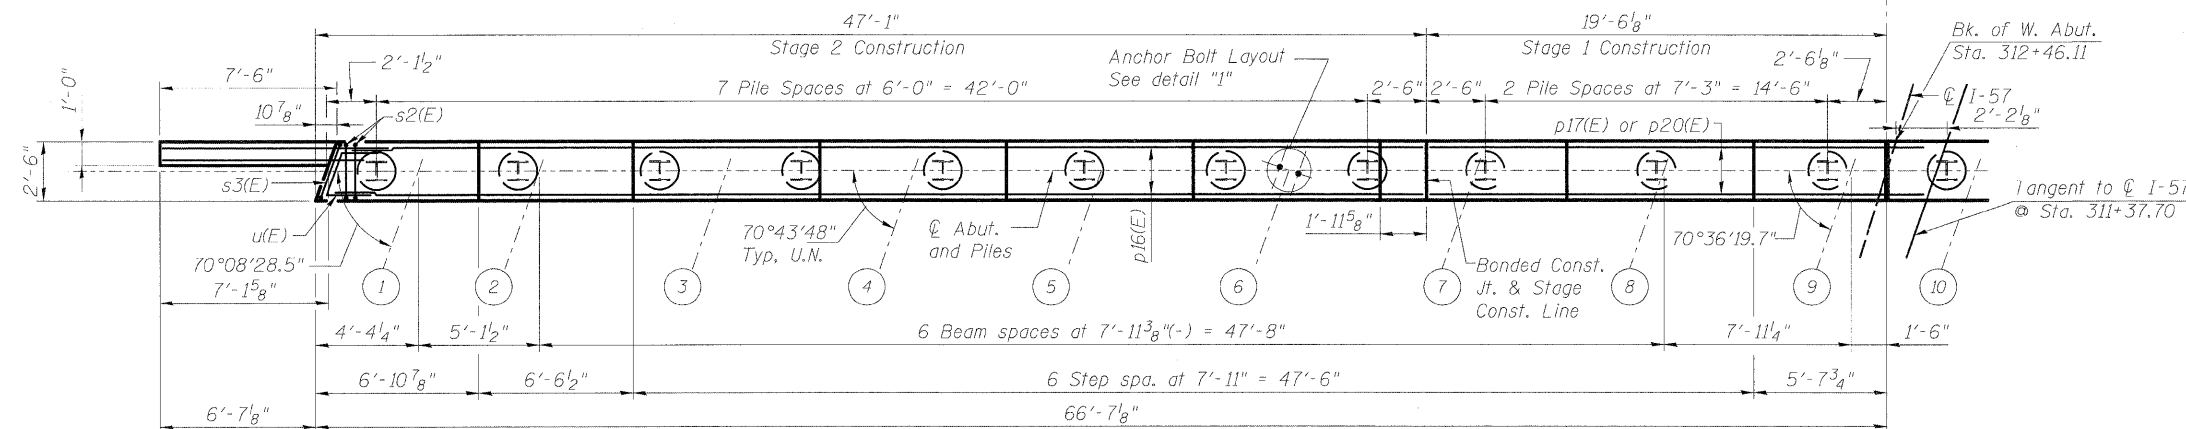 47'-1"
19'-6 1/8"
Bk. of W. Abut.
Sta. 312+46.11
Stage 2 Construction
Stage 1 Construction
Anchor Bolt Layout
See detail "1"
2'-1 1/2"
2'-6 1/8"
7'-6"
1'-0"
7 Pile Spaces at 6'-0" = 42'-0"
2'-6"
2'-6"
2 Pile Spaces at 7'-3" = 14'-6"
℄ I-57
10 7/8"
s2(E)
p17(E) or p20(E)
2'-2 1/8"
2'-6"
s3(E)
u(E)
70°08'28.5"
70°43'48"
Typ. U.N.
℄ Abut.
and Piles
p16(E)
1'-11 5/8"
70°36'19.7"
Tangent to ℄ I-57
@ Sta. 311+37.70
Bonded Const.
Jt. & Stage
Const. Line
7'-1 5/8"
1
2
3
4
5
6
7
8
9
10
4'-4 1/4"
5'-1 1/2"
6 Beam spaces at 7'-11 3/8"(-) = 47'-8"
7'-11 1/4"
1'-6"
6'-10 7/8"
6'-6 1/2"
6 Step spa. at 7'-11" = 47'-6"
5'-7 3/4"
6'-7 1/8"
66'-7 1/8"